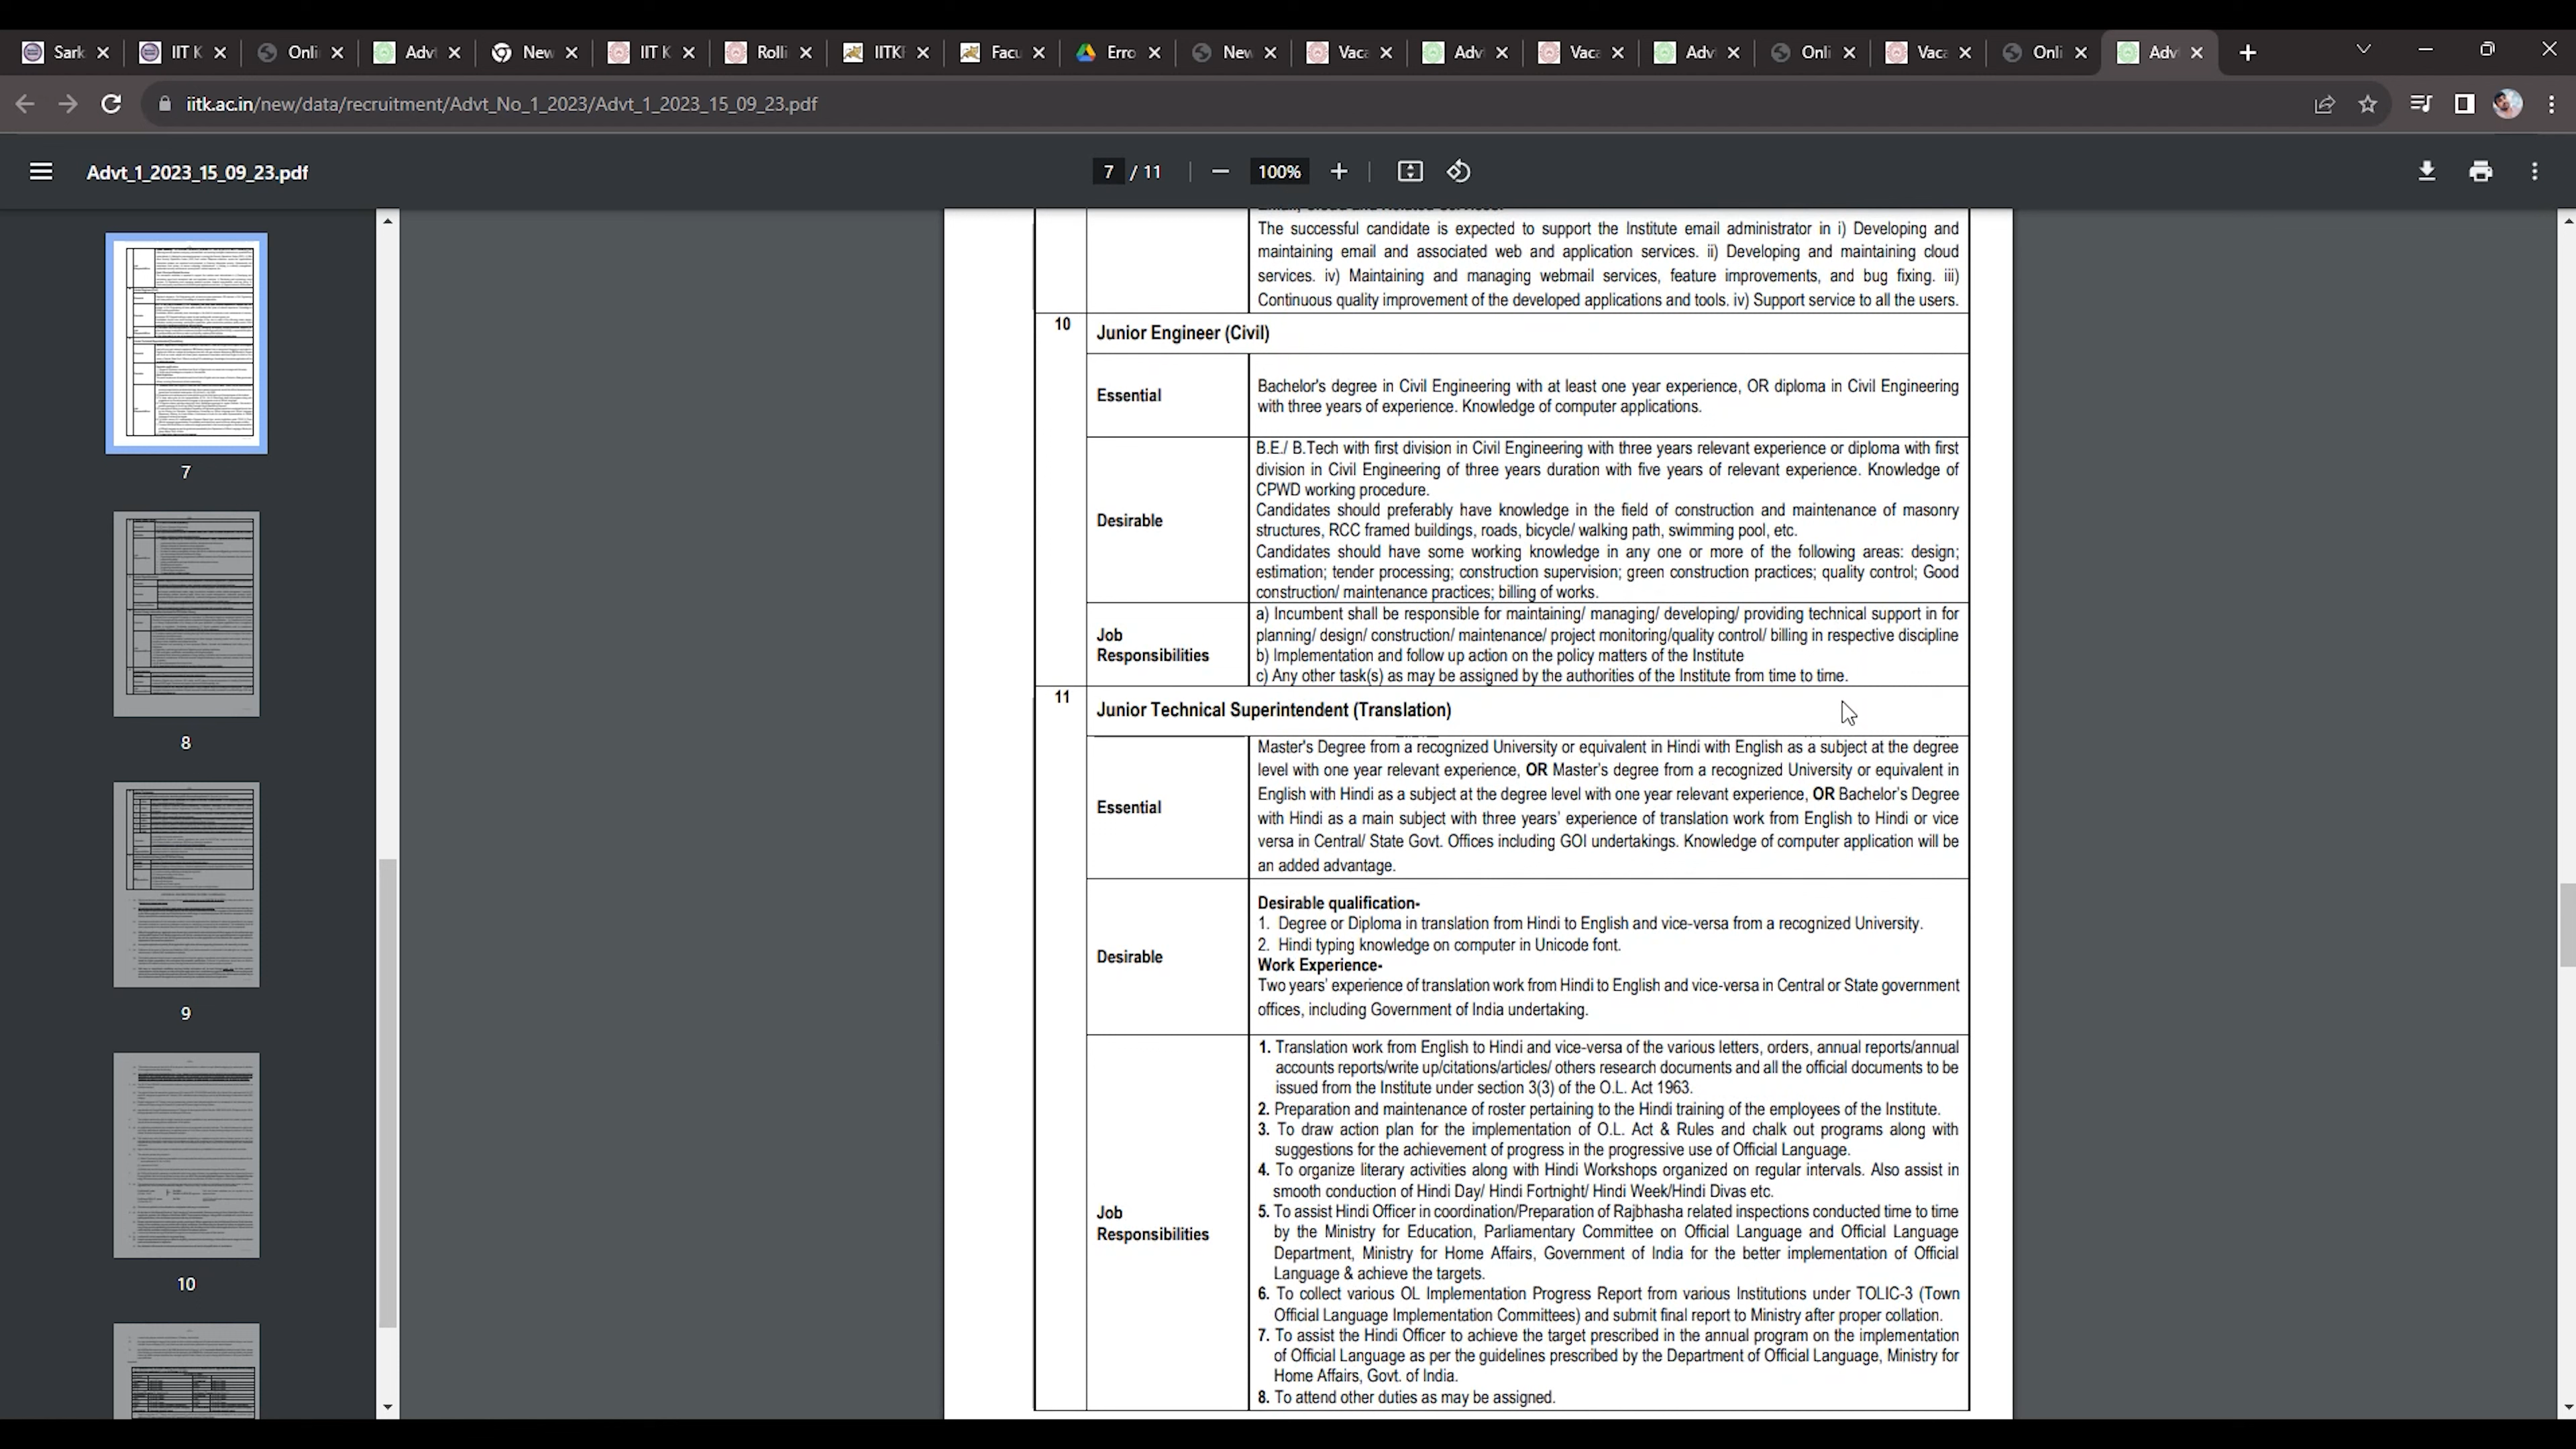 Sark
IIT K
Onli
Advt
New
IIT K
Rolli
IITKI
Facu
Erro
New
Vaca
Advt
Vaca
Advt
Onli
Vaca
Onli
Advt
iitk.ac.in/new/data/recruitment/Advt_No_1_2023/Advt_1_2023_15_09_23.pdf
Advt_1_2023_15_09_23.pdf
7 / 11
100%
7
8
9
10
The successful candidate is expected to support the Institute email administrator in i) Developing and
maintaining email and associated web and application services. ii) Developing and maintaining cloud
services. iv) Maintaining and managing webmail services, feature improvements, and bug fixing. iii)
Continuous quality improvement of the developed applications and tools. iv) Support service to all the users.
10
Junior Engineer (Civil)
Essential
Bachelor's degree in Civil Engineering with at least one year experience, OR diploma in Civil Engineering
with three years of experience. Knowledge of computer applications.
Desirable
B.E./ B.Tech with first division in Civil Engineering with three years relevant experience or diploma with first
division in Civil Engineering of three years duration with five years of relevant experience. Knowledge of
CPWD working procedure.
Candidates should preferably have knowledge in the field of construction and maintenance of masonry
structures, RCC framed buildings, roads, bicycle/ walking path, swimming pool, etc.
Candidates should have some working knowledge in any one or more of the following areas: design;
estimation; tender processing; construction supervision; green construction practices; quality control; Good
construction/ maintenance practices; billing of works.
Job
Responsibilities
a) Incumbent shall be responsible for maintaining/ managing/ developing/ providing technical support in for
planning/ design/ construction/ maintenance/ project monitoring/quality control/ billing in respective discipline
b) Implementation and follow up action on the policy matters of the Institute
c) Any other task(s) as may be assigned by the authorities of the Institute from time to time.
11
Junior Technical Superintendent (Translation)
Essential
Master's Degree from a recognized University or equivalent in Hindi with English as a subject at the degree
level with one year relevant experience, OR Master's degree from a recognized University or equivalent in
English with Hindi as a subject at the degree level with one year relevant experience, OR Bachelor's Degree
with Hindi as a main subject with three years' experience of translation work from English to Hindi or vice
versa in Central/ State Govt. Offices including GOI undertakings. Knowledge of computer application will be
an added advantage.
Desirable
Desirable qualification-
1. Degree or Diploma in translation from Hindi to English and vice-versa from a recognized University.
2. Hindi typing knowledge on computer in Unicode font.
Work Experience-
Two years' experience of translation work from Hindi to English and vice-versa in Central or State government
offices, including Government of India undertaking.
Job
Responsibilities
1. Translation work from English to Hindi and vice-versa of the various letters, orders, annual reports/annual
accounts reports/write up/citations/articles/ others research documents and all the official documents to be
issued from the Institute under section 3(3) of the O.L. Act 1963.
2. Preparation and maintenance of roster pertaining to the Hindi training of the employees of the Institute.
3. To draw action plan for the implementation of O.L. Act & Rules and chalk out programs along with
suggestions for the achievement of progress in the progressive use of Official Language.
4. To organize literary activities along with Hindi Workshops organized on regular intervals. Also assist in
smooth conduction of Hindi Day/ Hindi Fortnight/ Hindi Week/Hindi Divas etc.
5. To assist Hindi Officer in coordination/Preparation of Rajbhasha related inspections conducted time to time
by the Ministry for Education, Parliamentary Committee on Official Language and Official Language
Department, Ministry for Home Affairs, Government of India for the better implementation of Official
Language & achieve the targets.
6. To collect various OL Implementation Progress Report from various Institutions under TOLIC-3 (Town
Official Language Implementation Committees) and submit final report to Ministry after proper collation.
7. To assist the Hindi Officer to achieve the target prescribed in the annual program on the implementation
of Official Language as per the guidelines prescribed by the Department of Official Language, Ministry for
Home Affairs, Govt. of India.
8. To attend other duties as may be assigned.